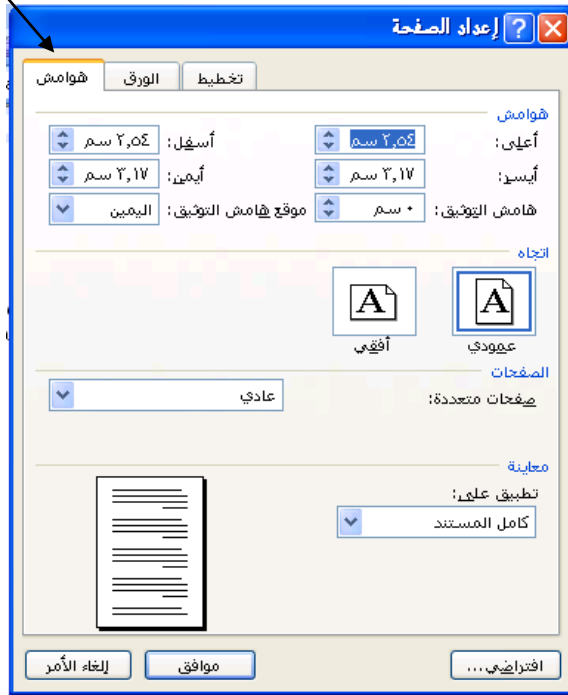 إعداد الصفحة
هوامش الورق تخطيط
هوامش
أعلى: ٢,٥٤ سم أسفل: ٢,٥٤ سم
أيسر: ٣,١٧ سم أيمن: ٣,١٧ سم
هامش التوثيق: ٠ سم موقع هامش التوثيق: اليمين
اتجاه
A A
عمودي أفقي
الصفحات
صفحات متعددة: عادي
معاينة
تطبيق على:
كامل المستند
افتراضي... موافق إلغاء الأمر